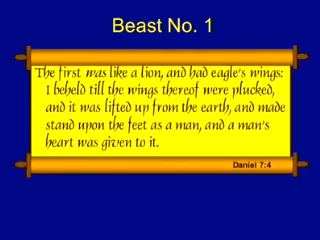 Beast No. 1
The first was like a lion, and had eagle's wings:
I beheld till the wings thereof were plucked,
and it was lifted up from the earth, and made
stand upon the feet as a man, and a man's
heart was given to it.
Daniel 7:4